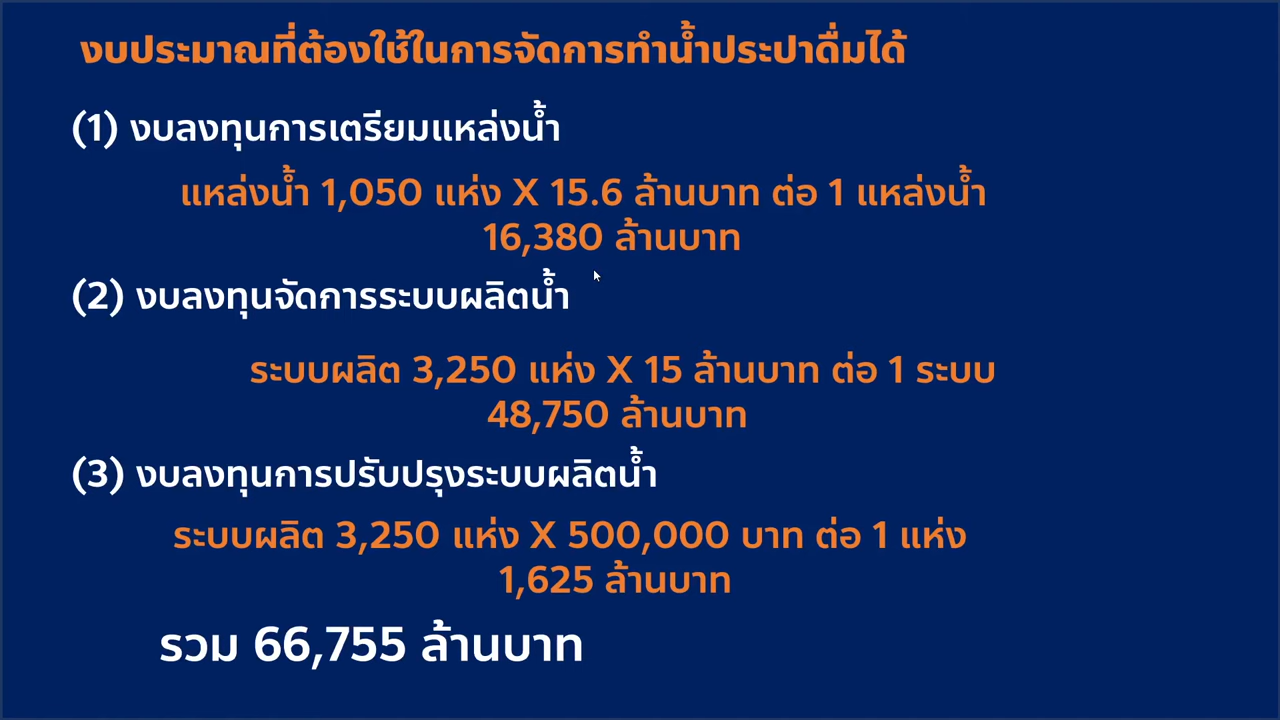 งบประมาณที่ต้องใช้ในการจัดการทำน้ำประปาดื่มได้
(1) งบลงทุนการเตรียมแหล่งน้ำ
แหล่งน้ำ 1,050 แห่ง X 15.6 ล้านบาท ต่อ 1 แหล่งน้ำ
16,380 ล้านบาท
(2) งบลงทุนจัดการระบบผลิตน้ำ
ระบบผลิต 3,250 แห่ง X 15 ล้านบาท ต่อ 1 ระบบ
48,750 ล้านบาท
(3) งบลงทุนการปรับปรุงระบบผลิตน้ำ
ระบบผลิต 3,250 แห่ง X 500,000 บาท ต่อ 1 แห่ง
1,625 ล้านบาท
รวม 66,755 ล้านบาท